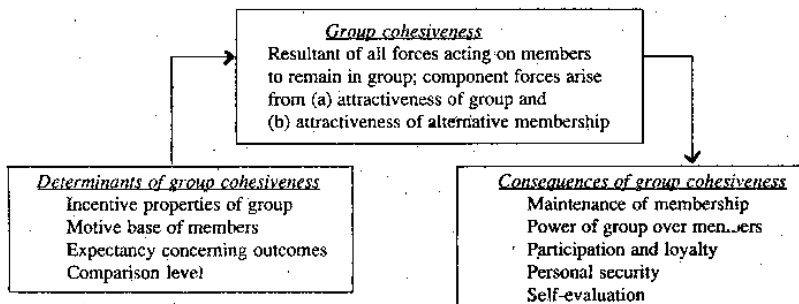 Group cohesiveness
Resultant of all forces acting on members
to remain in group; component forces arise
from (a) attractiveness of group and
(b) attractiveness of alternative membership
Determinants of group cohesiveness
Incentive properties of group
Motive base of members
Expectancy concerning outcomes
Comparison level
Consequences of group cohesiveness
Maintenance of membership
Power of group over members
Participation and loyalty
Personal security
Self-evaluation